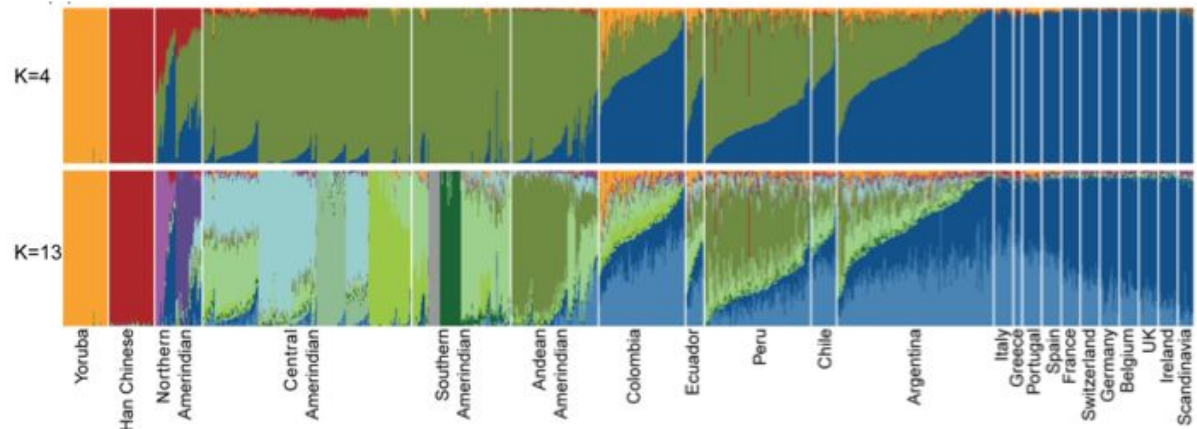 K=4
K=13
Yoruba
Han Chinese
Northern
Amerindian
Central
Amerindian
Southern
Amerindian
Andean
Amerindian
Colombia
Ecuador
Peru
Chile
Argentina
Italy
Greece
Portugal
Spain
France
Switzerland
Germany
Belgium
UK
Ireland
Scandinavia